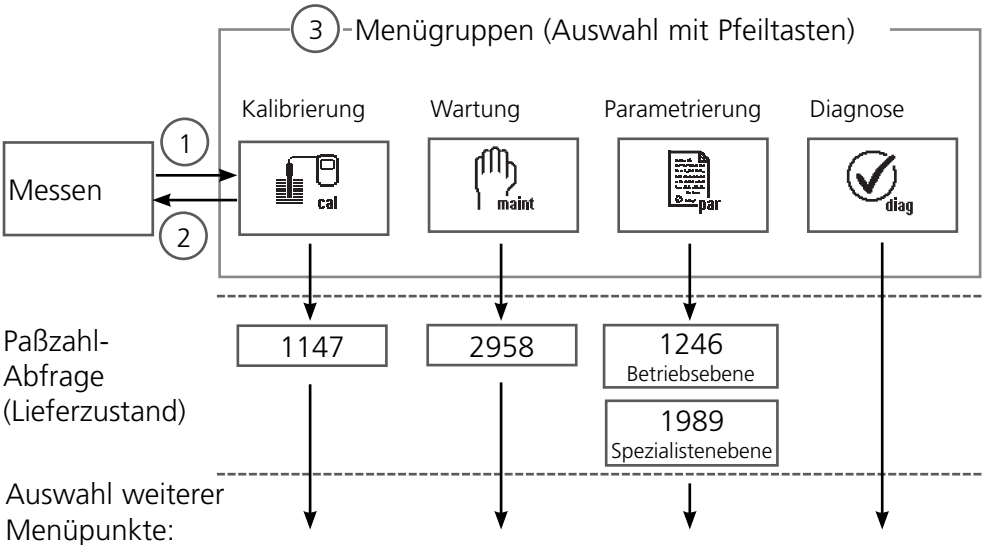 3 Menügruppen (Auswahl mit Pfeiltasten)
Kalibrierung Wartung Parametrierung Diagnose
1
Messen
cal maint par diag
2
Paßzahl-
Abfrage
(Lieferzustand)
1147 2958 1246
Betriebsebene
1989
Spezialistenebene
Auswahl weiterer
Menüpunkte: